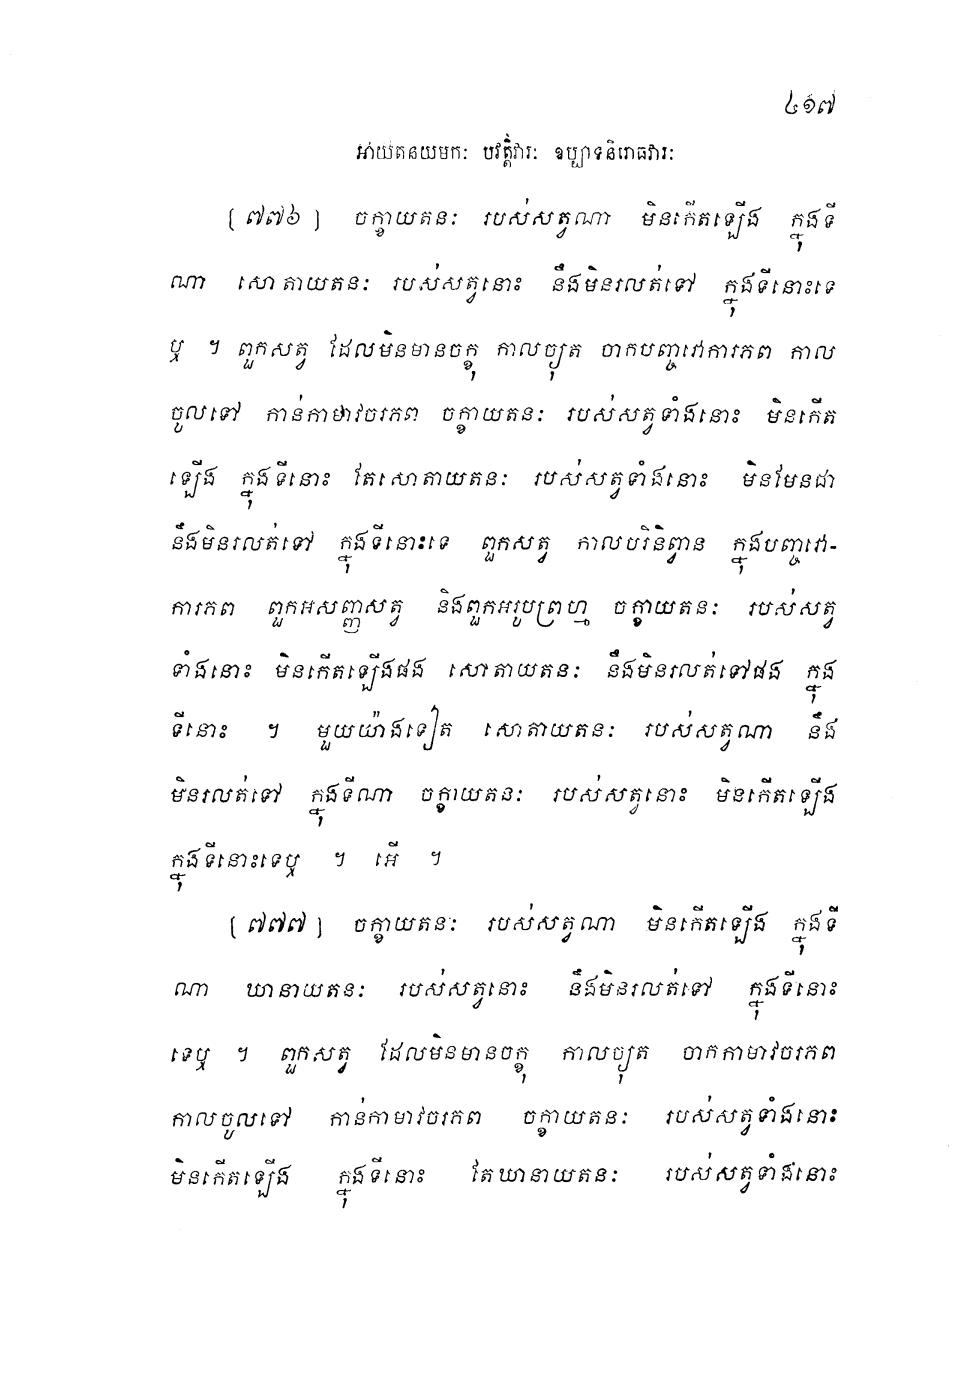 ៤១៧
អាយតនយមកៈ បវត្តិវារៈ ឧប្បាទនិរោធវារៈ
[៧៧៦] ចក្ខាយតនៈ របស់សត្វណា មិនកើតឡើង ក្នុងទី
ណា សោតាយតនៈ របស់សត្វនោះ នឹងមិនរលត់ទៅ ក្នុងទីនោះទេ
ឬ ។ ពួកសត្វ ដែលមិនមានចក្ខុ កាលច្យុត ចាកបញ្ចវោការភព កាល
ចូលទៅ កាន់កាមាវចរភព ចក្ខាយតនៈ របស់សត្វទាំងនោះ មិនកើត
ឡើង ក្នុងទីនោះ តែសោតាយតនៈ របស់សត្វទាំងនោះ មិនមែនជា
នឹងមិនរលត់ទៅ ក្នុងទីនោះទេ ពួកសត្វ កាលបរិនិព្វាន ក្នុងបញ្ចវោ-
ការភព ពួកអសញ្ញសត្វ និងពួកអរូបព្រហ្ម ចក្ខាយតនៈ របស់សត្វ
ទាំងនោះ មិនកើតឡើងផង សោតាយតនៈ នឹងមិនរលត់ទៅផង ក្នុង
ទីនោះ ។ មួយយ៉ាងទៀត សោតាយតនៈ របស់សត្វណា នឹង
មិនរលត់ទៅ ក្នុងទីណា ចក្ខាយតនៈ របស់សត្វនោះ មិនកើតឡើង
ក្នុងទីនោះទេឬ ។ អើ ។
[៧៧៧] ចក្ខាយតនៈ របស់សត្វណា មិនកើតឡើង ក្នុងទី
ណា ឃានាយតនៈ របស់សត្វនោះ នឹងមិនរលត់ទៅ ក្នុងទីនោះ
ទេឬ ។ ពួកសត្វ ដែលមិនមានចក្ខុ កាលច្យុត ចាកកាមាវចរភព
កាលចូលទៅ កាន់កាមាវចរភព ចក្ខាយតនៈ របស់សត្វទាំងនោះ
មិនកើតឡើង ក្នុងទីនោះ តែឃានាយតនៈ របស់សត្វទាំងនោះ